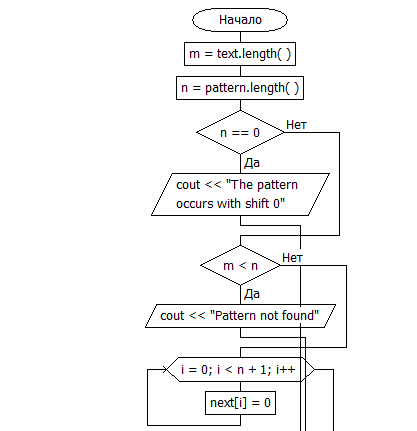 Начало
m = text.length( )
n = pattern.length( )
n == 0
Нет
Да
cout << "The pattern
occurs with shift 0"
m < n
Нет
Да
cout << "Pattern not found"
i = 0; i < n + 1; i++
next[i] = 0